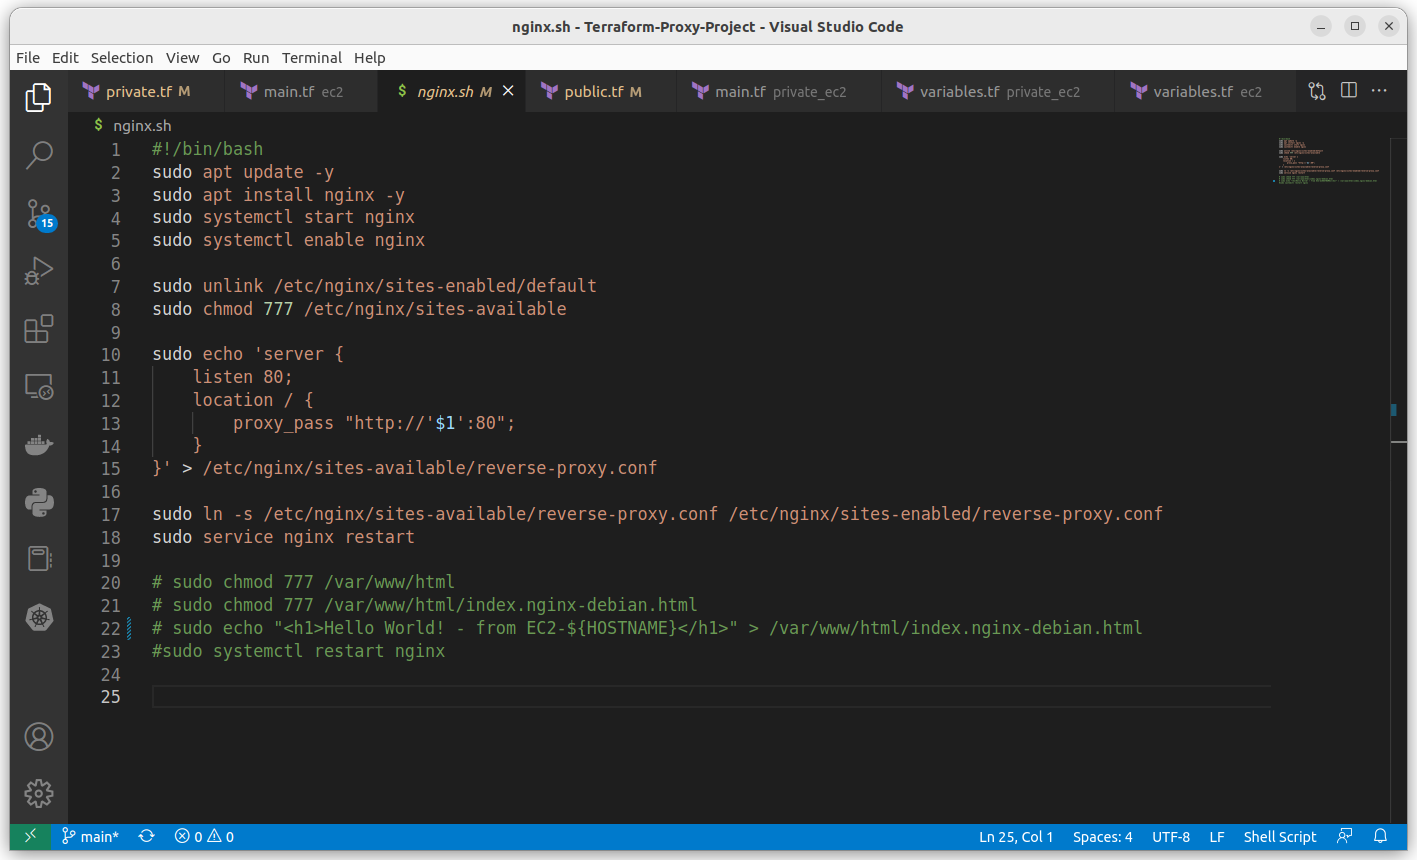 nginx.sh - Terraform-Proxy-Project - Visual Studio Code
File Edit Selection View Go Run Terminal Help
private.tf M main.tf ec2 $ nginx.sh M public.tf M main.tf private_ec2 variables.tf private_ec2 variables.tf ec2
$ nginx.sh
1 #!/bin/bash
2 sudo apt update -y
3 sudo apt install nginx -y
4 sudo systemctl start nginx
5 sudo systemctl enable nginx
6
7 sudo unlink /etc/nginx/sites-enabled/default
8 sudo chmod 777 /etc/nginx/sites-available
9
10 sudo echo 'server {
11     listen 80;
12     location / {
13         proxy_pass "http://'$1':80";
14     }
15 }' > /etc/nginx/sites-available/reverse-proxy.conf
16
17 sudo ln -s /etc/nginx/sites-available/reverse-proxy.conf /etc/nginx/sites-enabled/reverse-proxy.conf
18 sudo service nginx restart
19
20 # sudo chmod 777 /var/www/html
21 # sudo chmod 777 /var/www/html/index.nginx-debian.html
22 # sudo echo "<h1>Hello World! - from EC2-${HOSTNAME}</h1>" > /var/www/html/index.nginx-debian.html
23 #sudo systemctl restart nginx
24
25
15
main* 0 0 Ln 25, Col 1 Spaces: 4 UTF-8 LF Shell Script